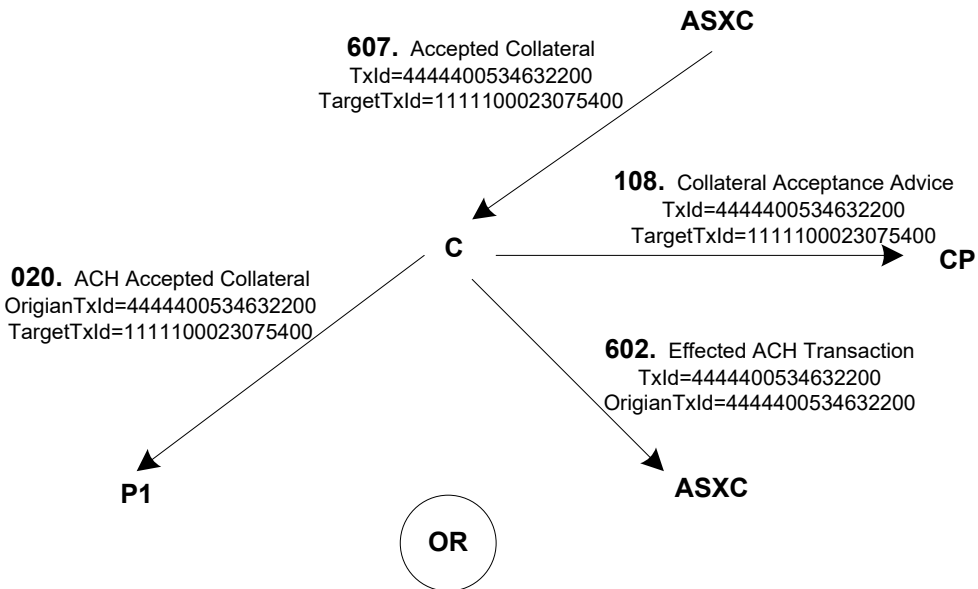 ASXC
607. Accepted Collateral
TxId=4444400534632200
TargetTxId=1111100023075400
108. Collateral Acceptance Advice
TxId=4444400534632200
TargetTxId=1111100023075400
C
CP
020. ACH Accepted Collateral
OrigianTxId=4444400534632200
TargetTxId=1111100023075400
602. Effected ACH Transaction
TxId=4444400534632200
OrigianTxId=4444400534632200
P1
ASXC
OR